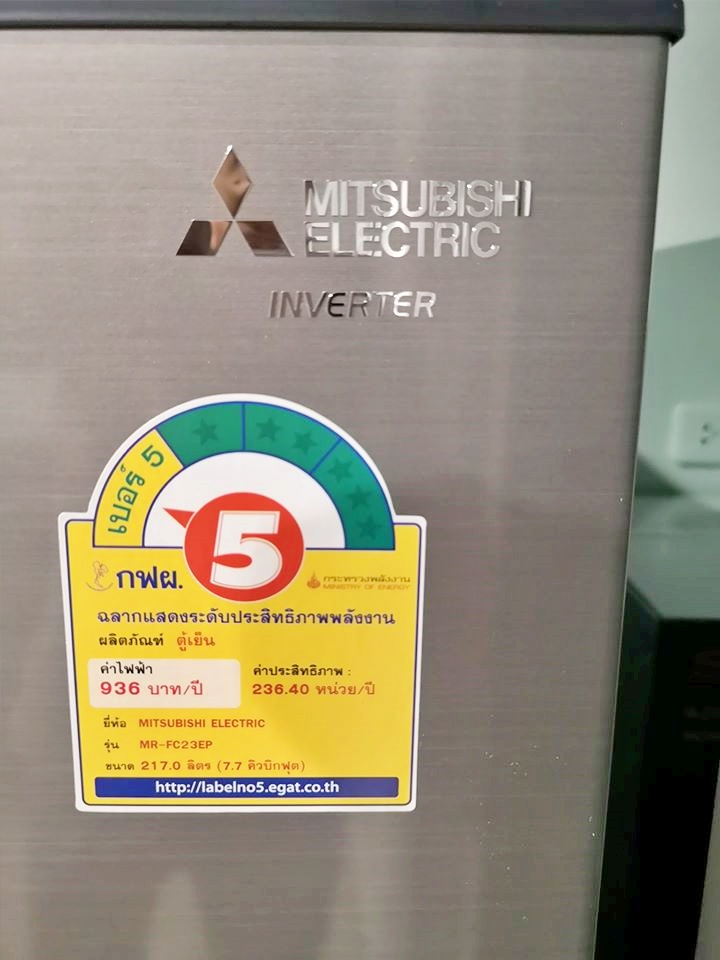 MITSUBISHI
ELECTRIC
INVERTER
เบอร์ 5
5
กฟผ.
กระทรวงพลังงาน
MINISTRY OF ENERGY
ฉลากแสดงระดับประสิทธิภาพพลังงาน
ผลิตภัณฑ์ ตู้เย็น
ค่าไฟฟ้า
936 บาท/ปี
ค่าประสิทธิภาพ :
236.40 หน่วย/ปี
ยี่ห้อ MITSUBISHI ELECTRIC
รุ่น MR-FC23EP
ขนาด 217.0 ลิตร (7.7 คิวบิกฟุต)
http://labelno5.egat.co.th